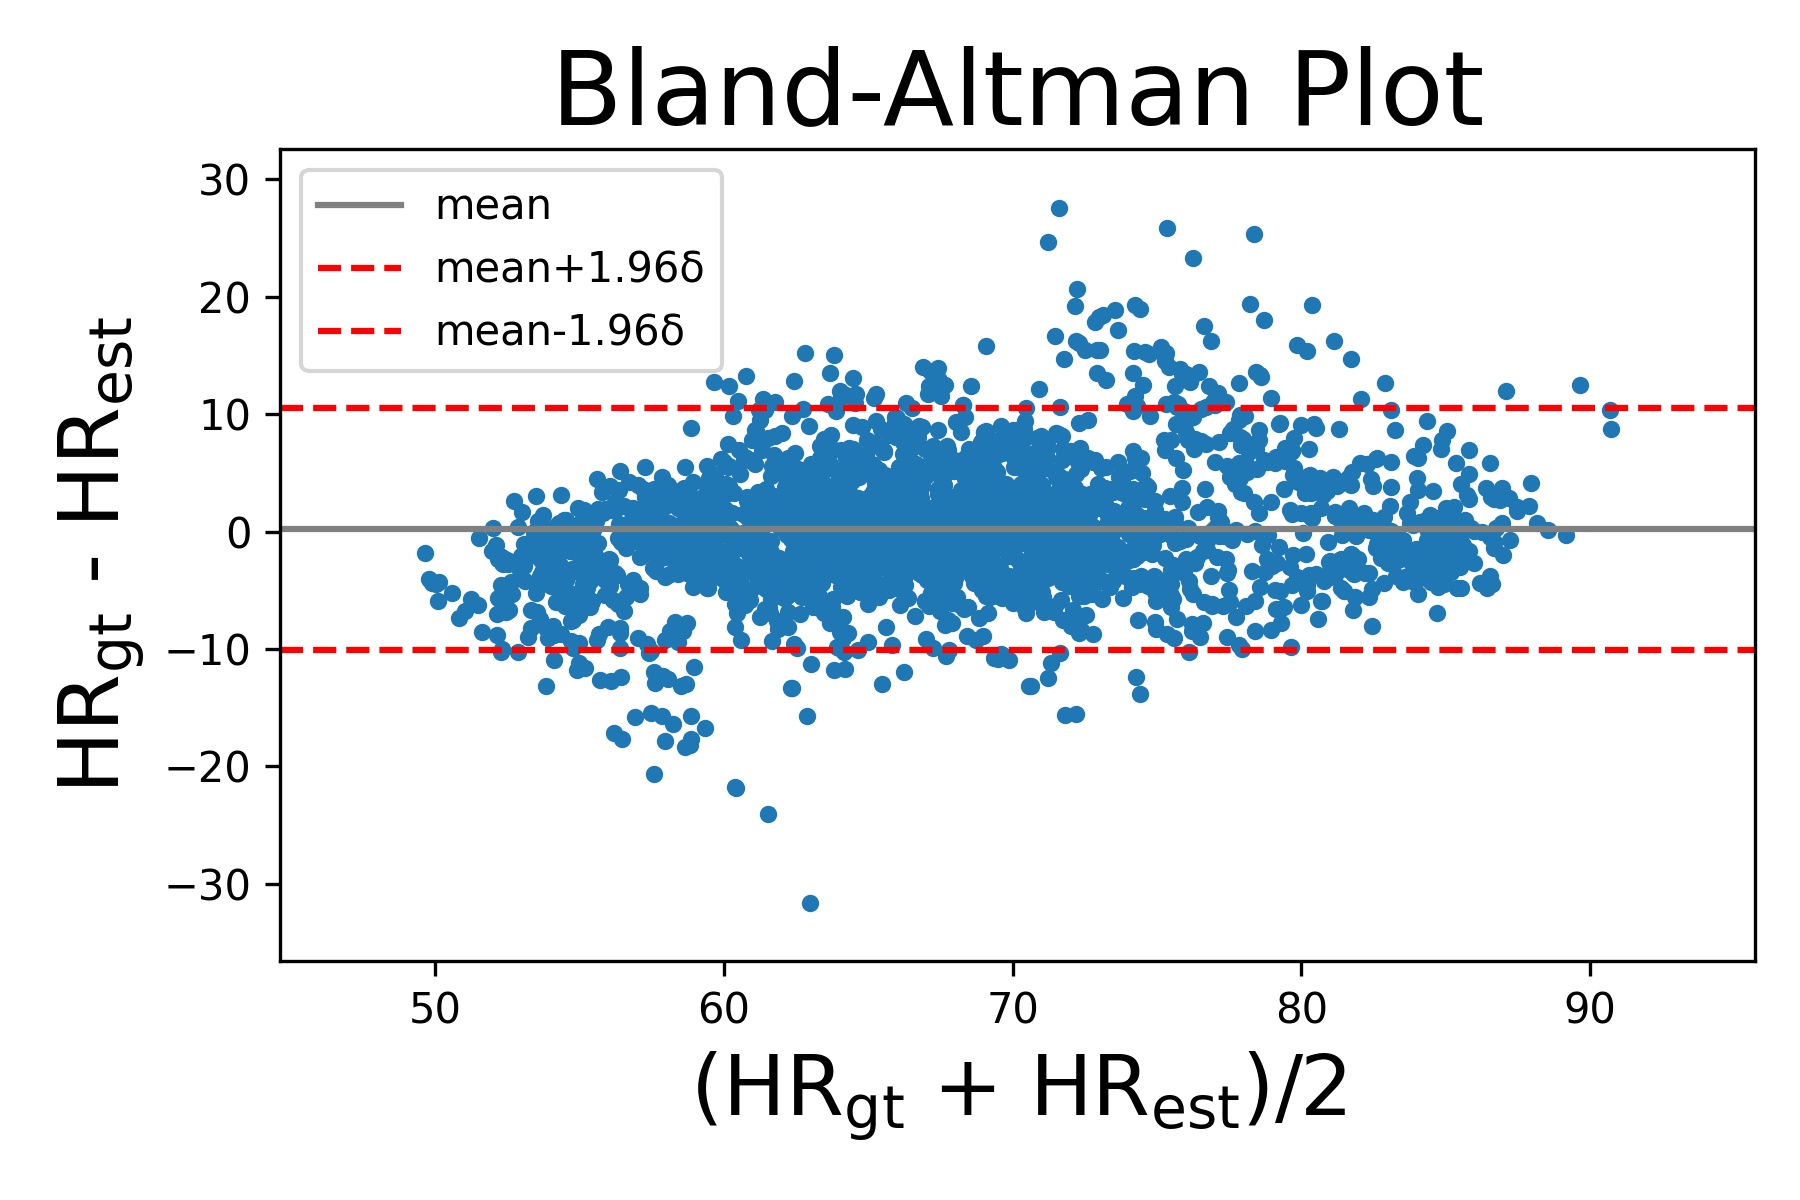 Bland-Altman Plot
mean
mean+1.96δ
mean-1.96δ
HRgt - HRest
30
20
10
0
−10
−20
−30
50 60 70 80 90
(HRgt + HRest)/2